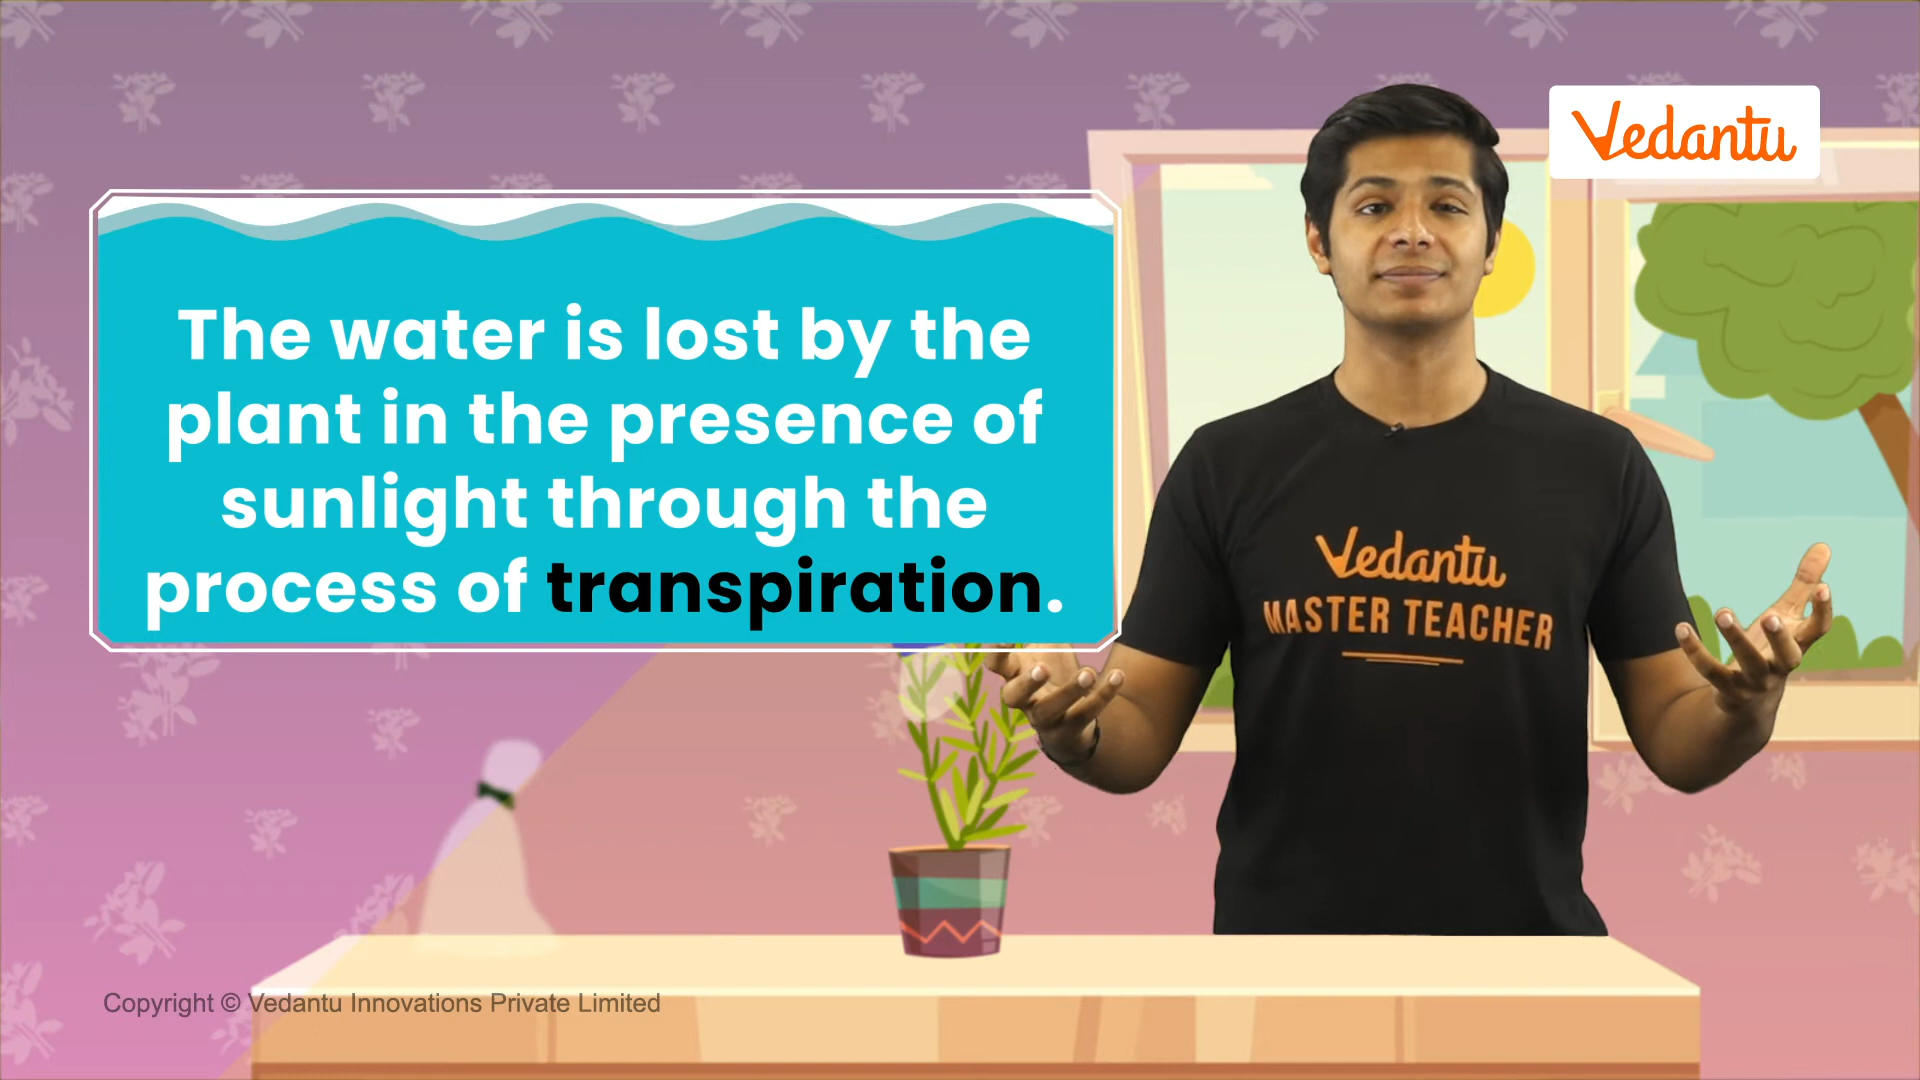 Vedantu
The water is lost by the
plant in the presence of
sunlight through the
process of transpiration.
Vedantu
MASTER TEACHER
Copyright © Vedantu Innovations Private Limited